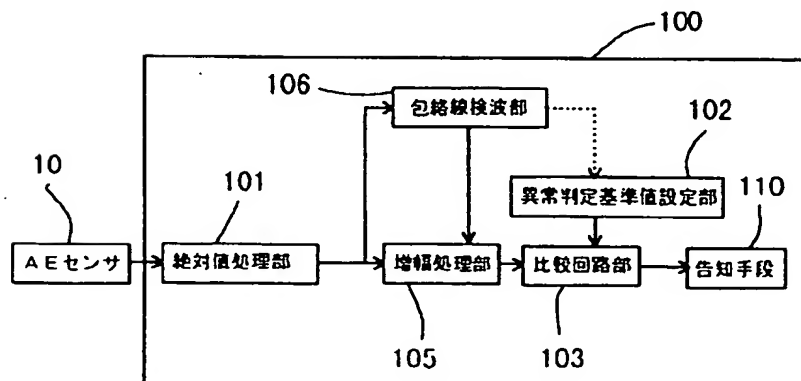 100
106
包絡線検波部
102
10
101
異常判定基準値設定部
110
AEセンサ
絶対値処理部
増幅処理部
比較回路部
告知手段
105
103